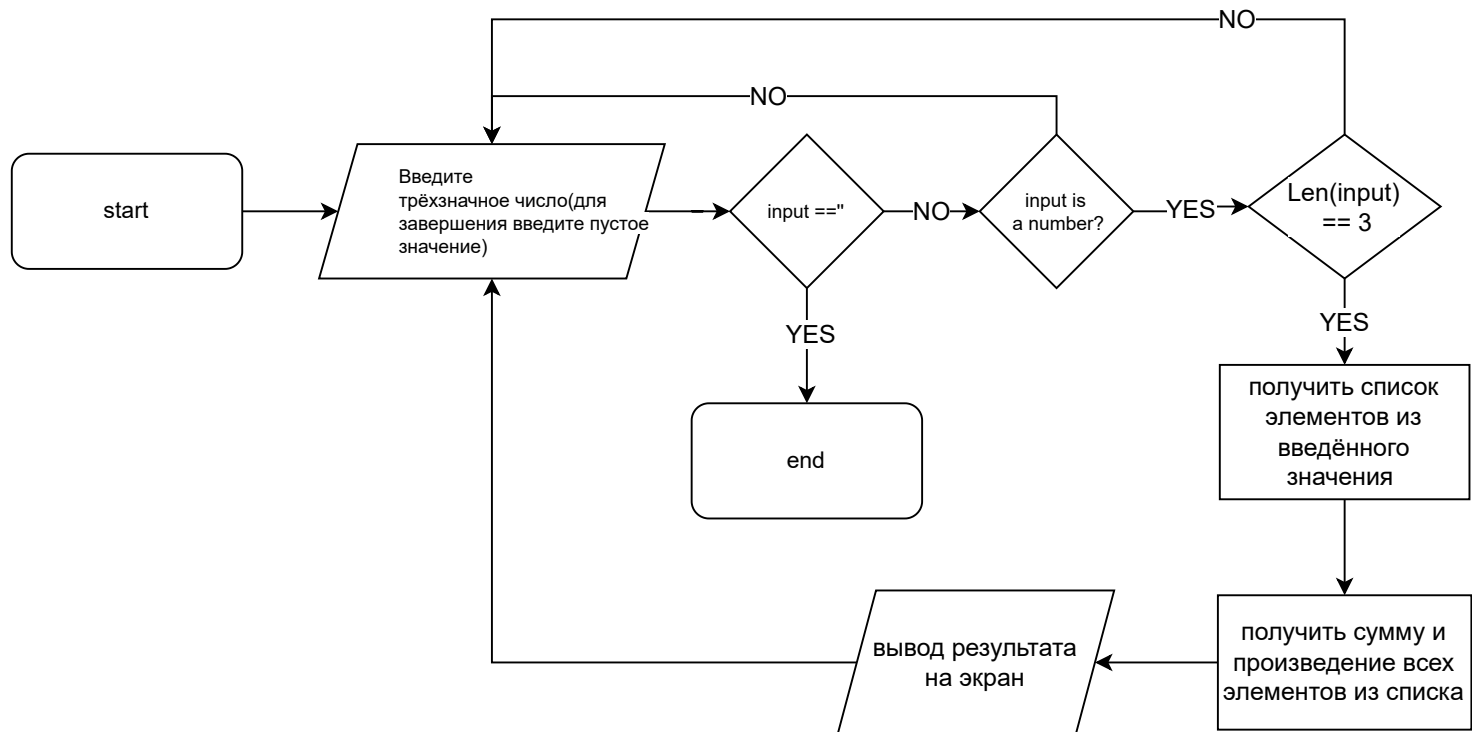 NO
NO
start
Введите
трёхзначное число(для
завершения введите пустое
значение)
input =="
NO
input is
a number?
YES
Len(input)
== 3
YES
YES
end
получить список
элементов из
введённого
значения
получить сумму и
произведение всех
элементов из списка
вывод результата
на экран